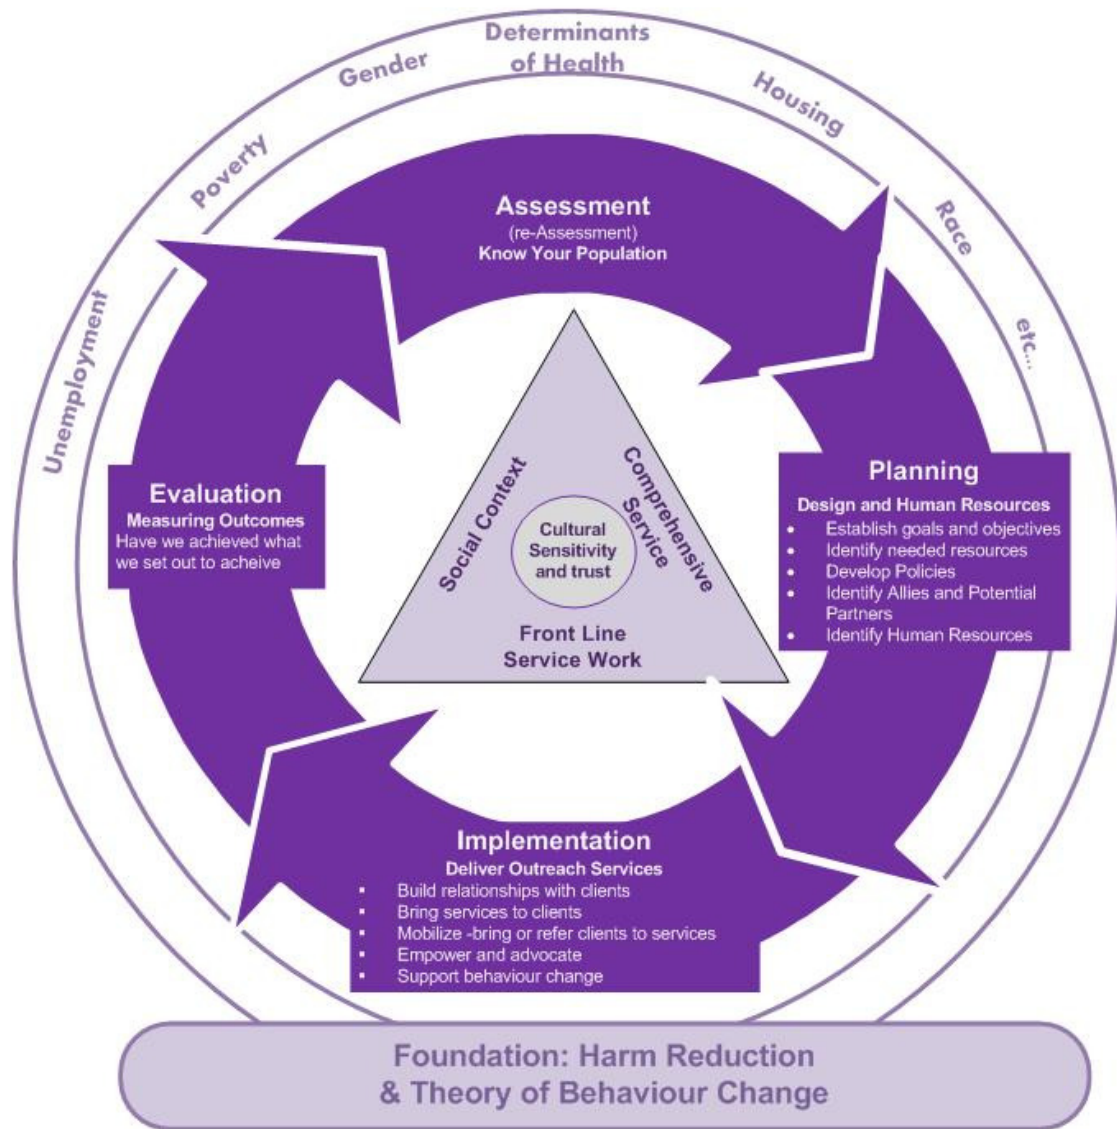 Determinants
of Health
Gender
Housing
Poverty
Race
Unemployment
etc...
Assessment
(re-Assessment)
Know Your Population
Planning
Design and Human Resources
• Establish goals and objectives
• Identify needed resources
• Develop Policies
• Identify Allies and Potential
Partners
• Identify Human Resources
Implementation
Deliver Outreach Services
▪ Build relationships with clients
▪ Bring services to clients
▪ Mobilize -bring or refer clients to services
▪ Empower and advocate
▪ Support behaviour change
Evaluation
Measuring Outcomes
Have we achieved what
we set out to acheive
Social Context
Comprehensive
Service
Cultural
Sensitivity
and trust
Front Line
Service Work
Foundation: Harm Reduction
& Theory of Behaviour Change